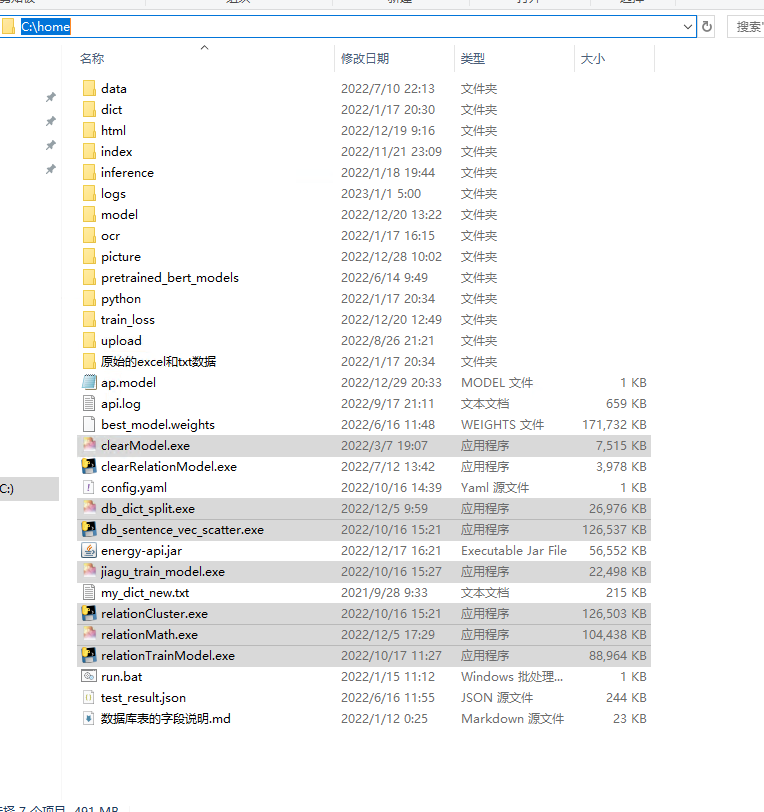 C:\home
搜索"
名称 修改日期 类型 大小
data 2022/7/10 22:13 文件夹
dict 2022/1/17 20:30 文件夹
html 2022/12/19 9:16 文件夹
index 2022/11/21 23:09 文件夹
inference 2022/1/18 19:44 文件夹
logs 2023/1/1 5:00 文件夹
model 2022/12/20 13:22 文件夹
ocr 2022/1/17 16:15 文件夹
picture 2022/12/28 10:02 文件夹
pretrained_bert_models 2022/6/14 9:49 文件夹
python 2022/1/17 20:34 文件夹
train_loss 2022/12/20 12:49 文件夹
upload 2022/8/26 21:21 文件夹
原始的excel和txt数据 2022/1/17 20:34 文件夹
ap.model 2022/12/29 20:33 MODEL 文件 1 KB
api.log 2022/9/17 21:11 文本文档 659 KB
best_model.weights 2022/6/16 11:48 WEIGHTS 文件 171,732 KB
clearModel.exe 2022/3/7 19:07 应用程序 7,515 KB
clearRelationModel.exe 2022/7/12 13:42 应用程序 3,978 KB
C:) config.yaml 2022/10/16 14:39 Yaml 源文件 1 KB
db_dict_split.exe 2022/12/5 9:59 应用程序 26,976 KB
db_sentence_vec_scatter.exe 2022/10/16 15:21 应用程序 126,537 KB
energy-api.jar 2022/12/17 16:21 Executable Jar File 56,552 KB
jiagu_train_model.exe 2022/10/16 15:27 应用程序 22,498 KB
my_dict_new.txt 2021/9/28 9:33 文本文档 215 KB
relationCluster.exe 2022/10/16 15:21 应用程序 126,503 KB
relationMath.exe 2022/12/5 17:29 应用程序 104,438 KB
relationTrainModel.exe 2022/10/17 11:27 应用程序 88,964 KB
run.bat 2022/1/15 11:12 Windows 批处理... 1 KB
test_result.json 2022/6/16 11:55 JSON 源文件 244 KB
数据库表的字段说明.md 2022/1/12 0:25 Markdown 源文件 23 KB
选择 7 个项目 491 MB